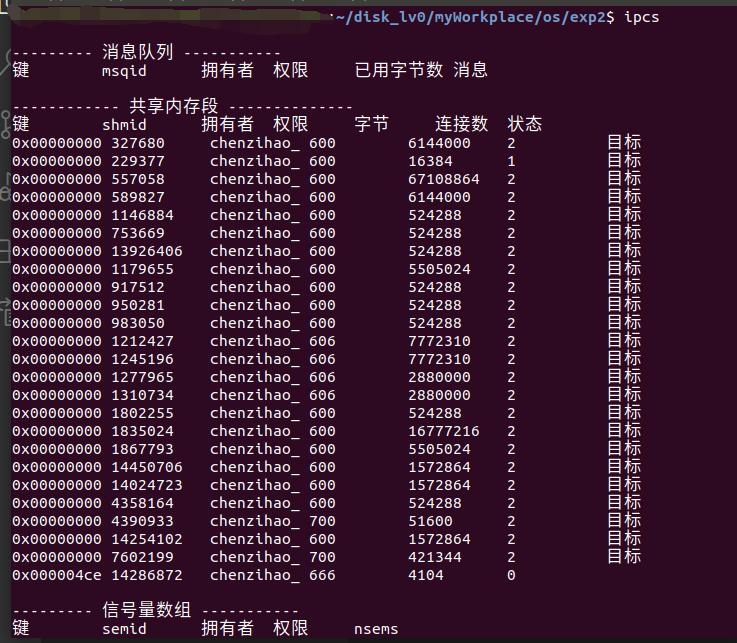 :~/disk_lv0/myWorkplace/os/exp2$ ipcs
--------- 消息队列 -----------
键 msqid 拥有者 权限 已用字节数 消息
------------ 共享内存段 --------------
键 shmid 拥有者 权限 字节 连接数 状态
0x00000000 327680 chenzihao_ 600 6144000 2 目标
0x00000000 229377 chenzihao_ 600 16384 1 目标
0x00000000 557058 chenzihao_ 600 67108864 2 目标
0x00000000 589827 chenzihao_ 600 6144000 2 目标
0x00000000 1146884 chenzihao_ 600 524288 2 目标
0x00000000 753669 chenzihao_ 600 524288 2 目标
0x00000000 13926406 chenzihao_ 600 524288 2 目标
0x00000000 1179655 chenzihao_ 600 5505024 2 目标
0x00000000 917512 chenzihao_ 600 524288 2 目标
0x00000000 950281 chenzihao_ 600 524288 2 目标
0x00000000 983050 chenzihao_ 600 524288 2 目标
0x00000000 1212427 chenzihao_ 606 7772310 2 目标
0x00000000 1245196 chenzihao_ 606 7772310 2 目标
0x00000000 1277965 chenzihao_ 606 2880000 2 目标
0x00000000 1310734 chenzihao_ 606 2880000 2 目标
0x00000000 1802255 chenzihao_ 600 524288 2 目标
0x00000000 1835024 chenzihao_ 600 16777216 2 目标
0x00000000 1867793 chenzihao_ 600 5505024 2 目标
0x00000000 14450706 chenzihao_ 600 1572864 2 目标
0x00000000 14024723 chenzihao_ 600 1572864 2 目标
0x00000000 4358164 chenzihao_ 600 524288 2 目标
0x00000000 4390933 chenzihao_ 700 51600 2 目标
0x00000000 14254102 chenzihao_ 600 1572864 2 目标
0x00000000 7602199 chenzihao_ 700 421344 2 目标
0x000004ce 14286872 chenzihao_ 666 4104 0
--------- 信号量数组 -----------
键 semid 拥有者 权限 nsems